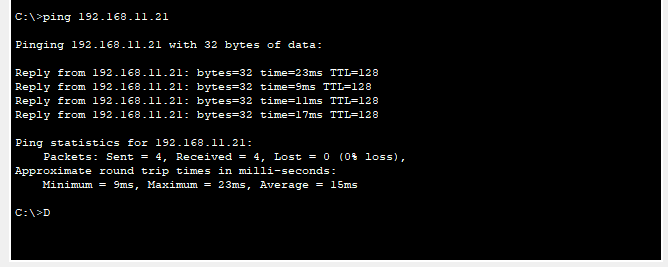 C:\>ping 192.168.11.21
Pinging 192.168.11.21 with 32 bytes of data:
Reply from 192.168.11.21: bytes=32 time=23ms TTL=128
Reply from 192.168.11.21: bytes=32 time=9ms TTL=128
Reply from 192.168.11.21: bytes=32 time=11ms TTL=128
Reply from 192.168.11.21: bytes=32 time=17ms TTL=128
Ping statistics for 192.168.11.21:
Packets: Sent = 4, Received = 4, Lost = 0 (0% loss),
Approximate round trip times in milli-seconds:
Minimum = 9ms, Maximum = 23ms, Average = 15ms
C:\>D